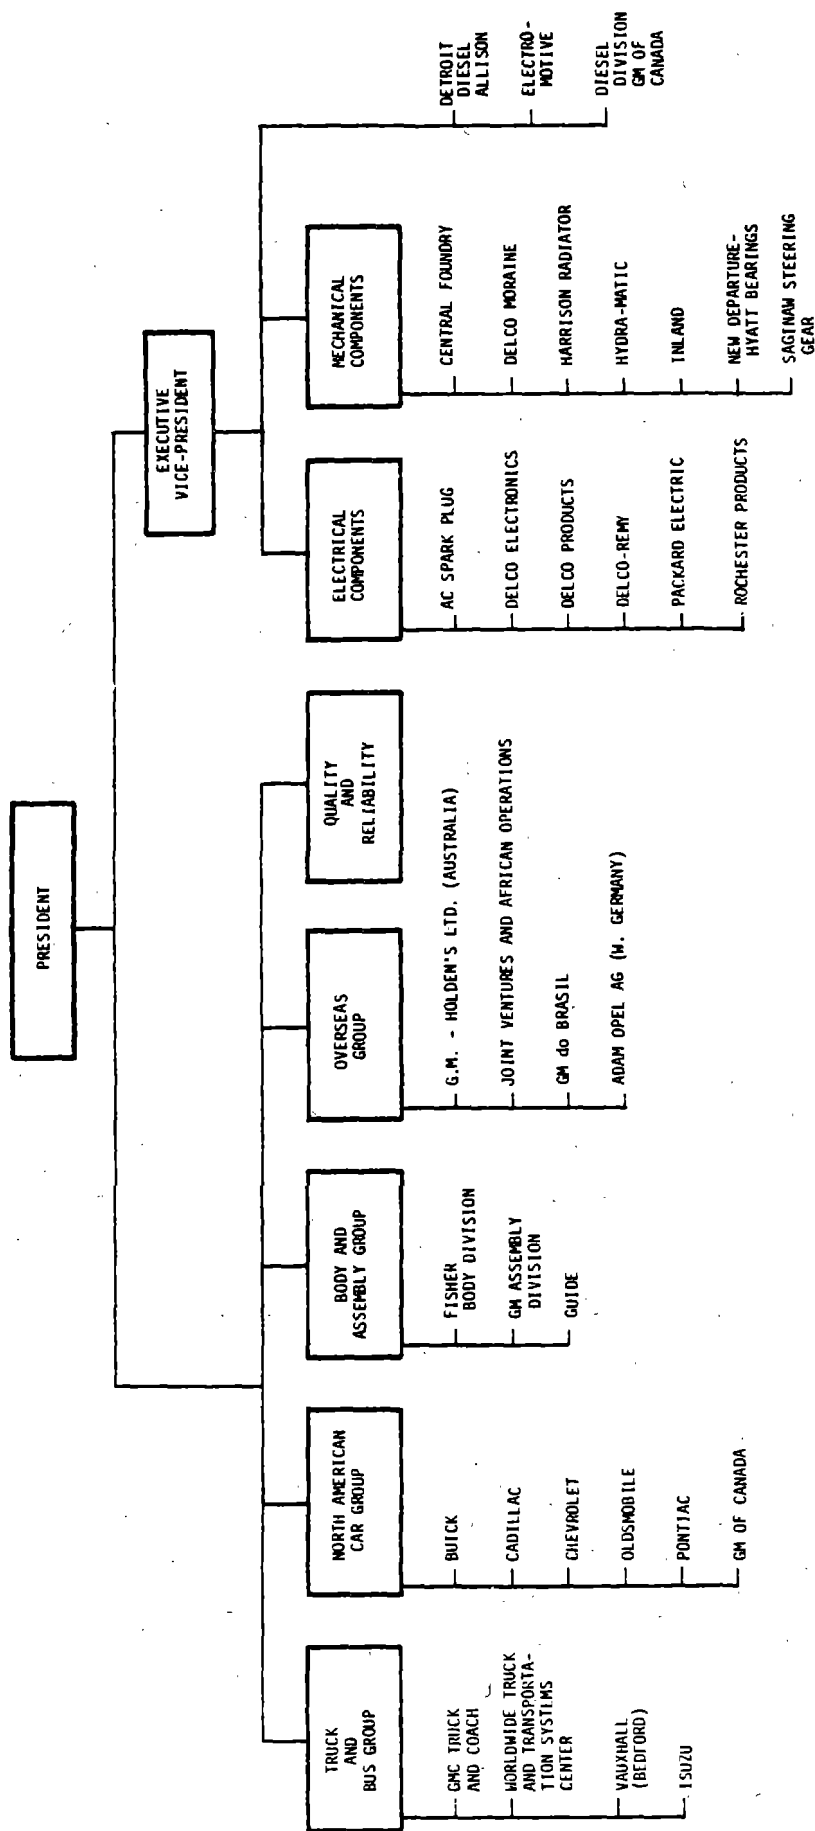 PRESIDENT
EXECUTIVE
VICE-PRESIDENT
TRUCK
AND
BUS GROUP
GMC TRUCK
AND COACH
WORLDWIDE TRUCK
AND TRANSPORTA-
TION SYSTEMS
CENTER
VAUXHALL
(BEDFORD)
ISUZU
NORTH AMERICAN
CAR GROUP
BUICK
CADILLAC
CHEVROLET
OLDSMOBILE
PONTIAC
GM OF CANADA
BODY AND
ASSEMBLY GROUP
FISHER
BODY DIVISION
GM ASSEMBLY
DIVISION
GUIDE
OVERSEAS
GROUP
G.M. - HOLDEN'S LTD. (AUSTRALIA)
JOINT VENTURES AND AFRICAN OPERATIONS
GM do BRASIL
ADAM OPEL AG (W. GERMANY)
QUALITY
AND
RELIABILITY
ELECTRICAL
COMPONENTS
AC SPARK PLUG
DELCO ELECTRONICS
DELCO PRODUCTS
DELCO-REMY
PACKARD ELECTRIC
ROCHESTER PRODUCTS
MECHANICAL
COMPONENTS
CENTRAL FOUNDRY
DELCO MORAINE
HARRISON RADIATOR
HYDRA-MATIC
INLAND
NEW DEPARTURE-
HYATT BEARINGS
SAGINAW STEERING
GEAR
DETROIT
DIESEL
ALLISON
ELECTRO-
MOTIVE
DIESEL
DIVISION
GM OF
CANADA